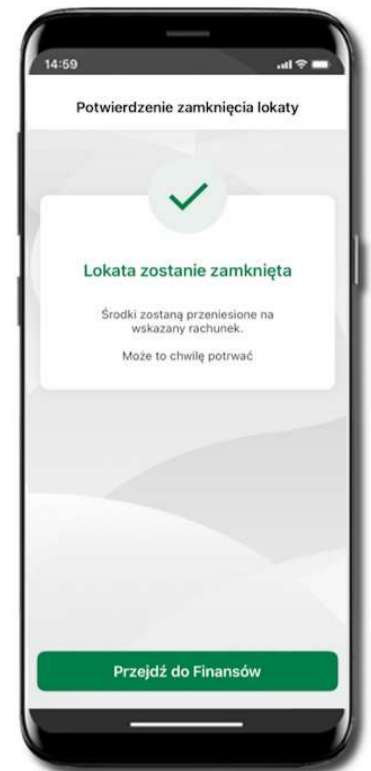 14:59
Potwierdzenie zamknięcia lokaty
Lokata zostanie zamknięta
Środki zostaną przeniesione na
wskazany rachunek.
Może to chwilę potrwać
Przejdź do Finansów